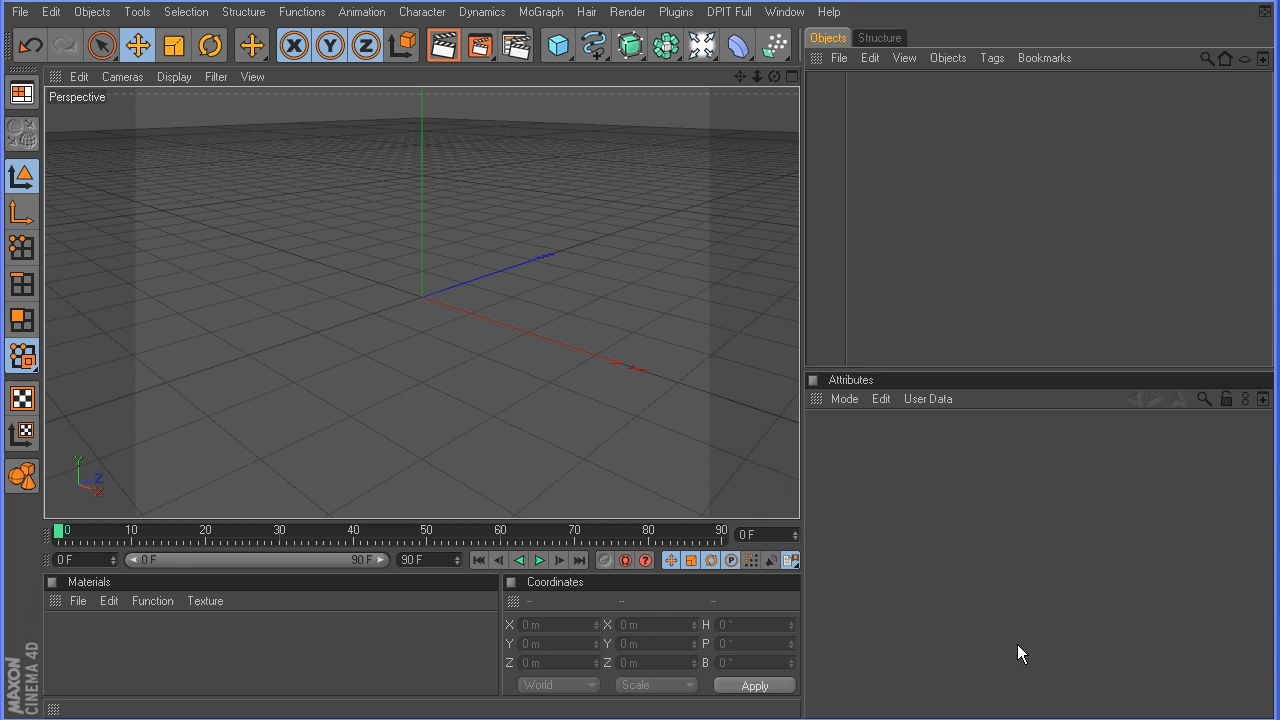 File Edit Objects Tools Selection Structure Functions Animation Character Dynamics MoGraph Hair Render Plugins DPIT Full Window Help
Objects Structure
File Edit View Objects Tags Bookmarks
Edit Cameras Display Filter View
Perspective
Y
Z
X
Attributes
Mode Edit User Data
0 10 20 30 40 50 60 70 80 90 0 F
0 F 0 F 90 F 90 F
Materials
File Edit Function Texture
Coordinates
-- -- --
X 0 m X 0 m H 0 °
Y 0 m Y 0 m P 0 °
Z 0 m Z 0 m B 0 °
World Scale Apply
MAXON
CINEMA 4D